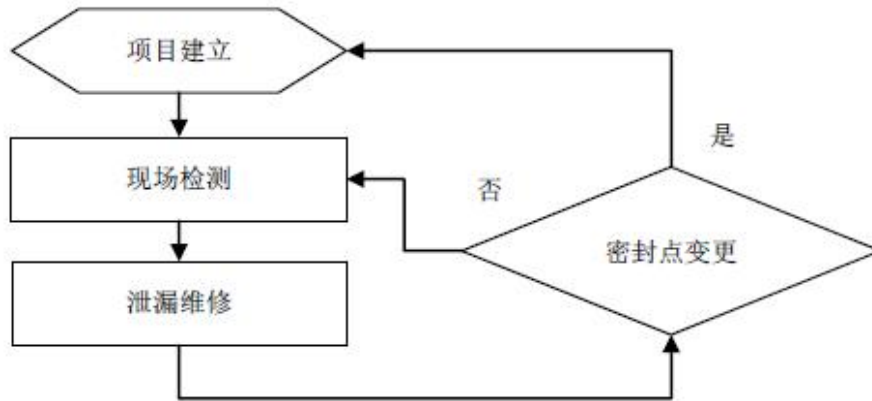 项目建立
是
现场检测
否
密封点变更
泄漏维修